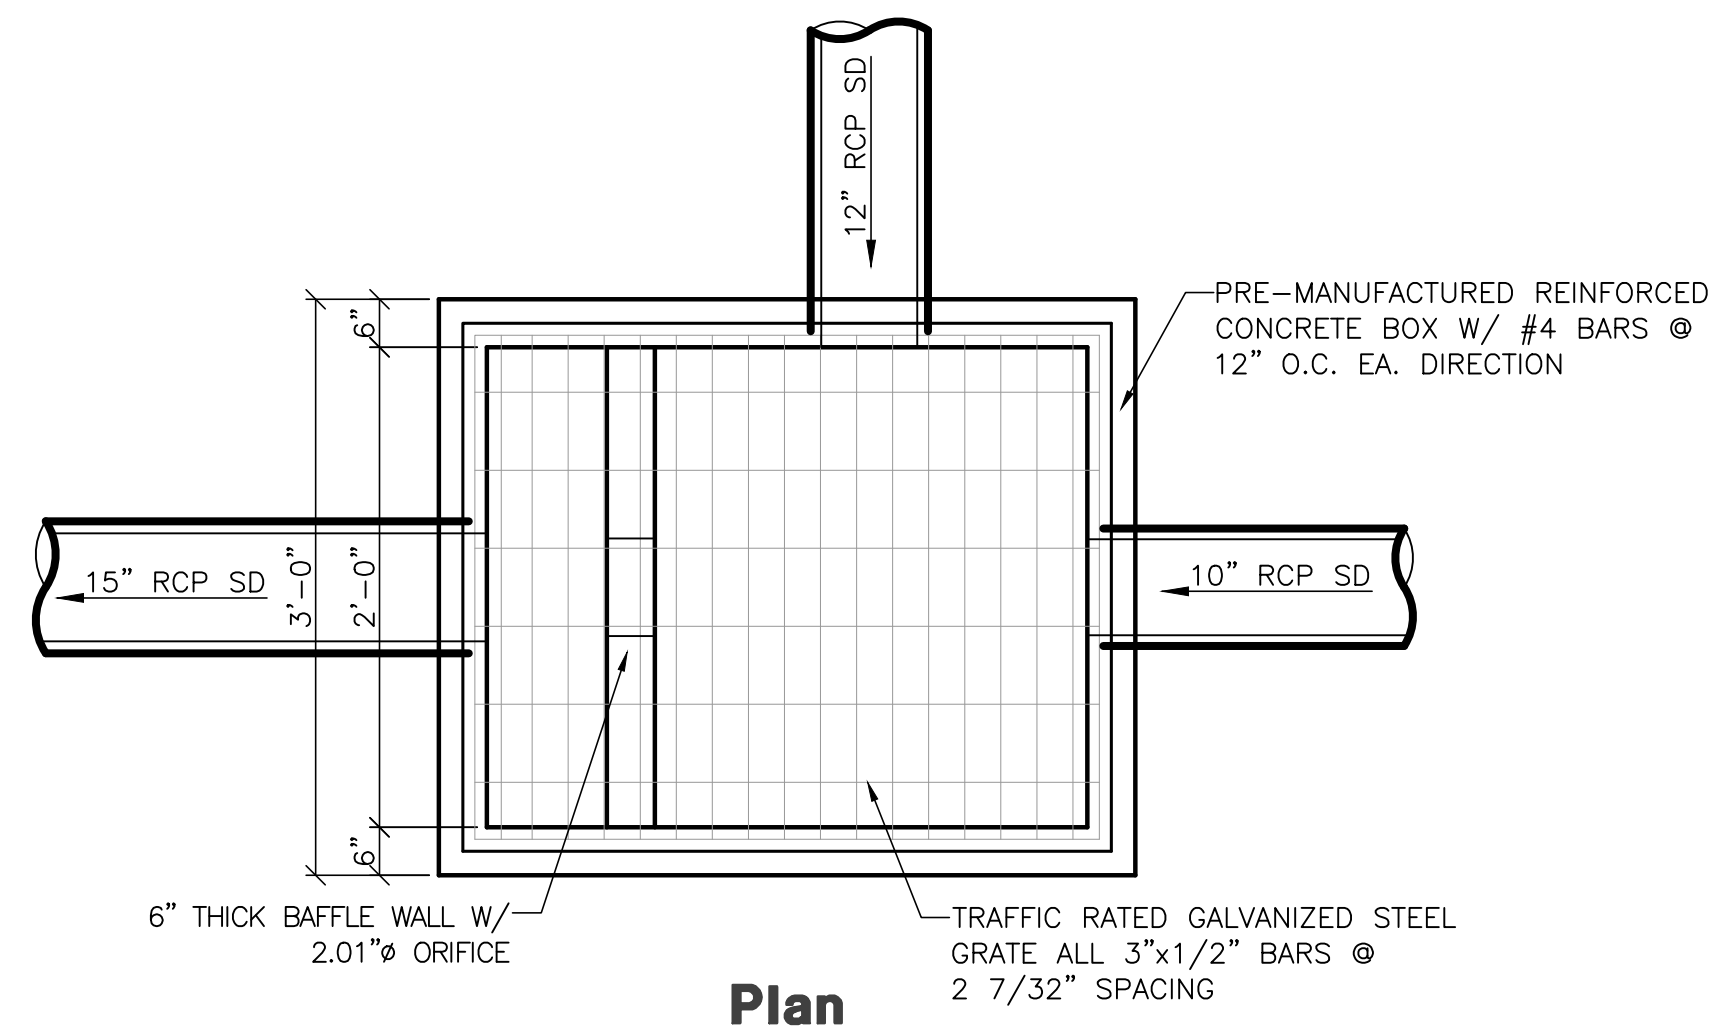 12” RCP SD
PRE–MANUFACTURED REINFORCED
CONCRETE BOX W/ #4 BARS @
12” O.C. EA. DIRECTION
6”
15” RCP SD
3'–0”
2'–0”
10” RCP SD
6”
6” THICK BAFFLE WALL W/
2.01”ø ORIFICE
TRAFFIC RATED GALVANIZED STEEL
GRATE ALL 3”x1/2” BARS @
2 7/32” SPACING
Plan